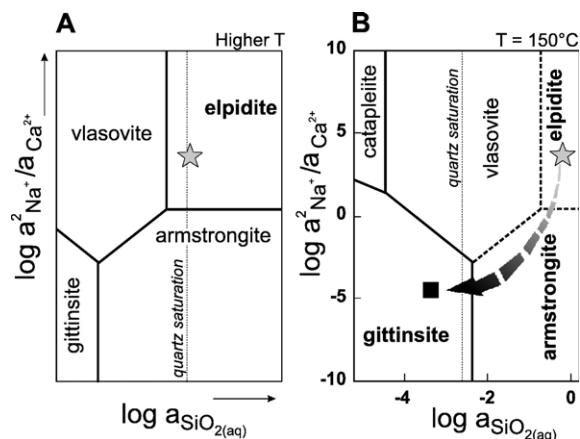 A
Higher T
elpidite
vlasovite
armstrongite
gittinsite
quartz saturation
log a²Na⁺/aCa²⁺
log aSiO2(aq)
B
T = 150°C
10
5
0
-5
-10
catapleiite
quartz saturation
vlasovite
elpidite
armstrongite
gittinsite
-4
-2
0
log a²Na⁺/aCa²⁺
log aSiO2(aq)